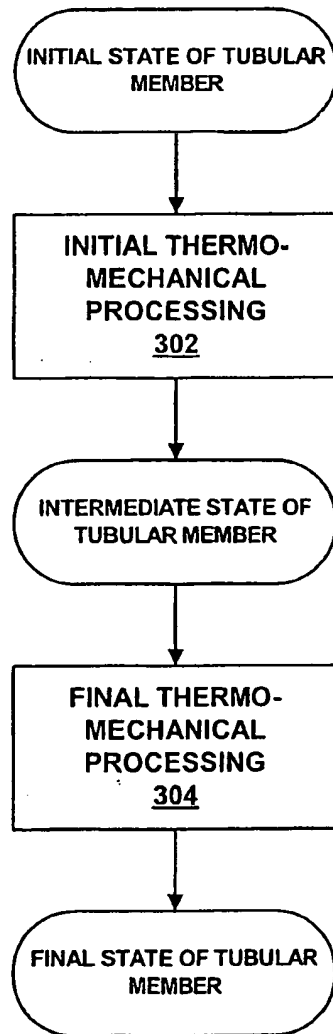 INITIAL STATE OF TUBULAR
MEMBER
INITIAL THERMO-
MECHANICAL
PROCESSING
302
INTERMEDIATE STATE OF
TUBULAR MEMBER
FINAL THERMO-
MECHANICAL
PROCESSING
304
FINAL STATE OF TUBULAR
MEMBER